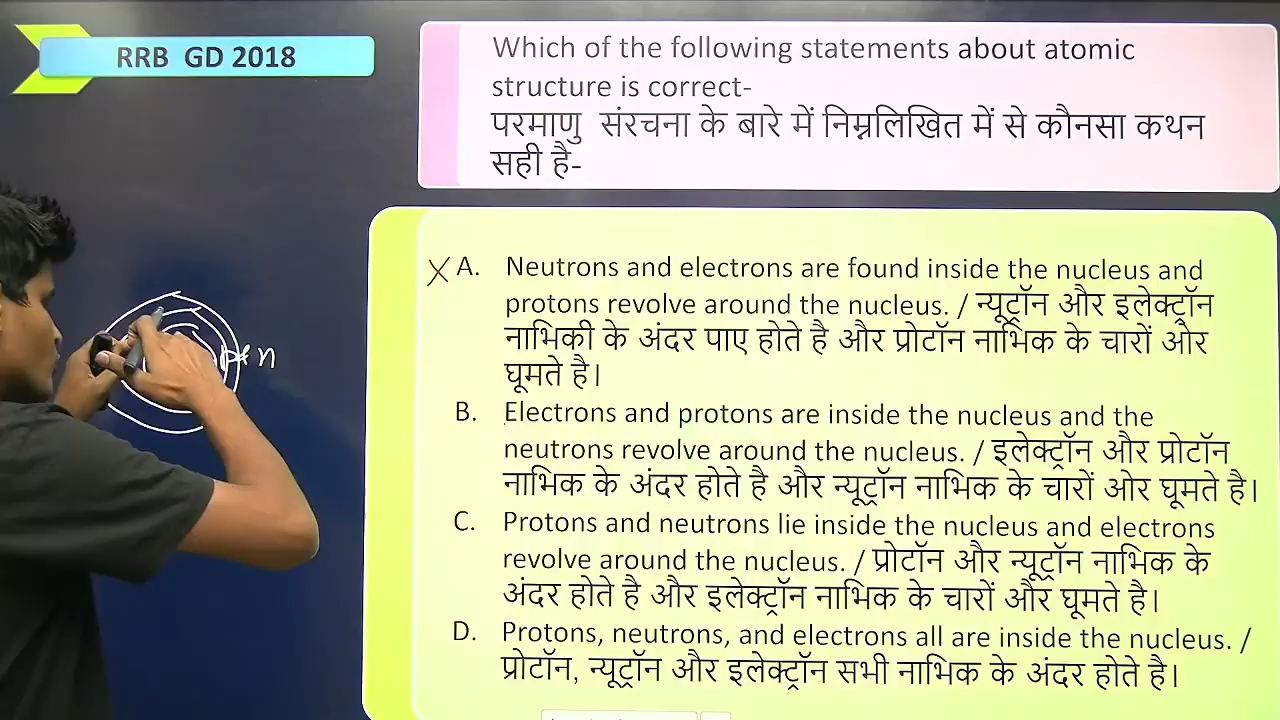 RRB GD 2018
Which of the following statements about atomic
structure is correct-
परमाणु संरचना के बारे में निम्नलिखित में से कौनसा कथन
सही है-
X A. Neutrons and electrons are found inside the nucleus and
protons revolve around the nucleus. / न्यूट्रॉन और इलेक्ट्रॉन
नाभिकी के अंदर पाए होते है और प्रोटॉन नाभिक के चारों ओर
घूमते है।
B. Electrons and protons are inside the nucleus and the
neutrons revolve around the nucleus. / इलेक्ट्रॉन और प्रोटॉन
नाभिक के अंदर होते है और न्यूट्रॉन नाभिक के चारों ओर घूमते है।
C. Protons and neutrons lie inside the nucleus and electrons
revolve around the nucleus. / प्रोटॉन और न्यूट्रॉन नाभिक के
अंदर होते है और इलेक्ट्रॉन नाभिक के चारों और घूमते है।
D. Protons, neutrons, and electrons all are inside the nucleus. /
प्रोटॉन, न्यूट्रॉन और इलेक्ट्रॉन सभी नाभिक के अंदर होते है।
n